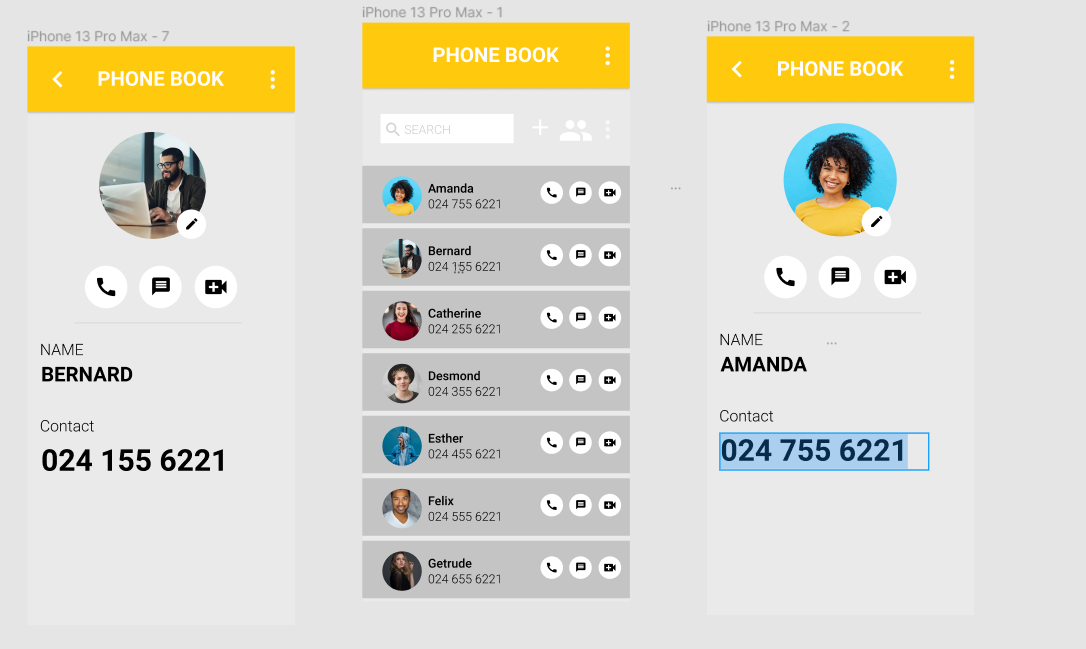 iPhone 13 Pro Max - 7
PHONE BOOK
NAME
BERNARD
Contact
024 155 6221
iPhone 13 Pro Max - 1
PHONE BOOK
SEARCH
Amanda
024 755 6221
Bernard
024 155 6221
Catherine
024 255 6221
Desmond
024 355 6221
Esther
024 455 6221
Felix
024 555 6221
Getrude
024 655 6221
...
iPhone 13 Pro Max - 2
PHONE BOOK
NAME
...
AMANDA
Contact
024 755 6221